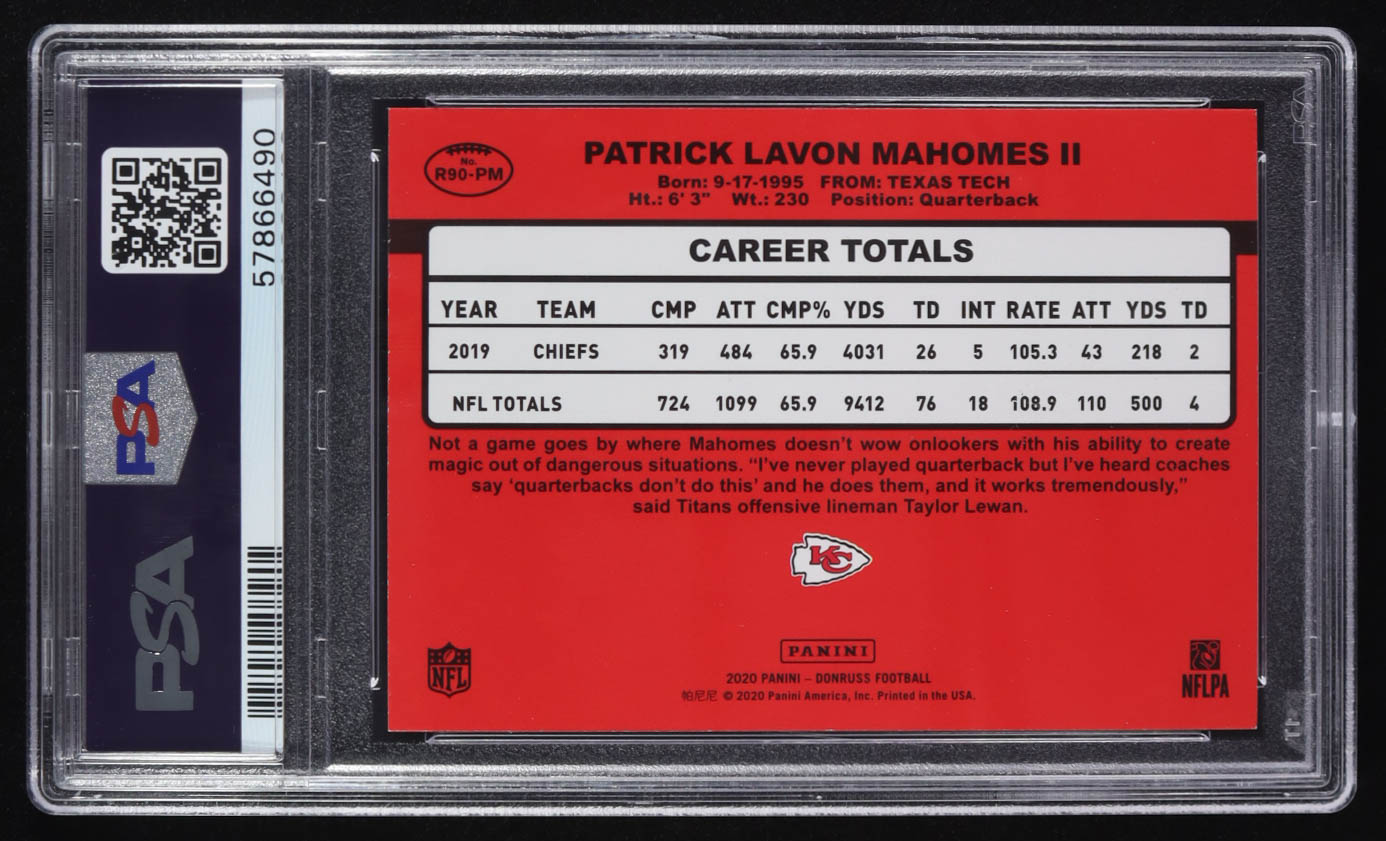 57866490
PSA
PSA
No.
R90-PM
PATRICK LAVON MAHOMES II
Born: 9-17-1995 FROM: TEXAS TECH
Ht.: 6' 3" Wt.: 230 Position: Quarterback
CAREER TOTALS
YEAR TEAM CMP ATT CMP% YDS TD INT RATE ATT YDS TD
2019 CHIEFS 319 484 65.9 4031 26 5 105.3 43 218 2
NFL TOTALS 724 1099 65.9 9412 76 18 108.9 110 500 4
Not a game goes by where Mahomes doesn't wow onlookers with his ability to create
magic out of dangerous situations. “I've never played quarterback but I've heard coaches
say ‘quarterbacks don't do this’ and he does them, and it works tremendously,”
said Titans offensive lineman Taylor Lewan.
KC
NFL
PANINI
2020 PANINI – DONRUSS FOOTBALL
帕尼尼 © 2020 Panini America, Inc. Printed in the USA.
NFLPA